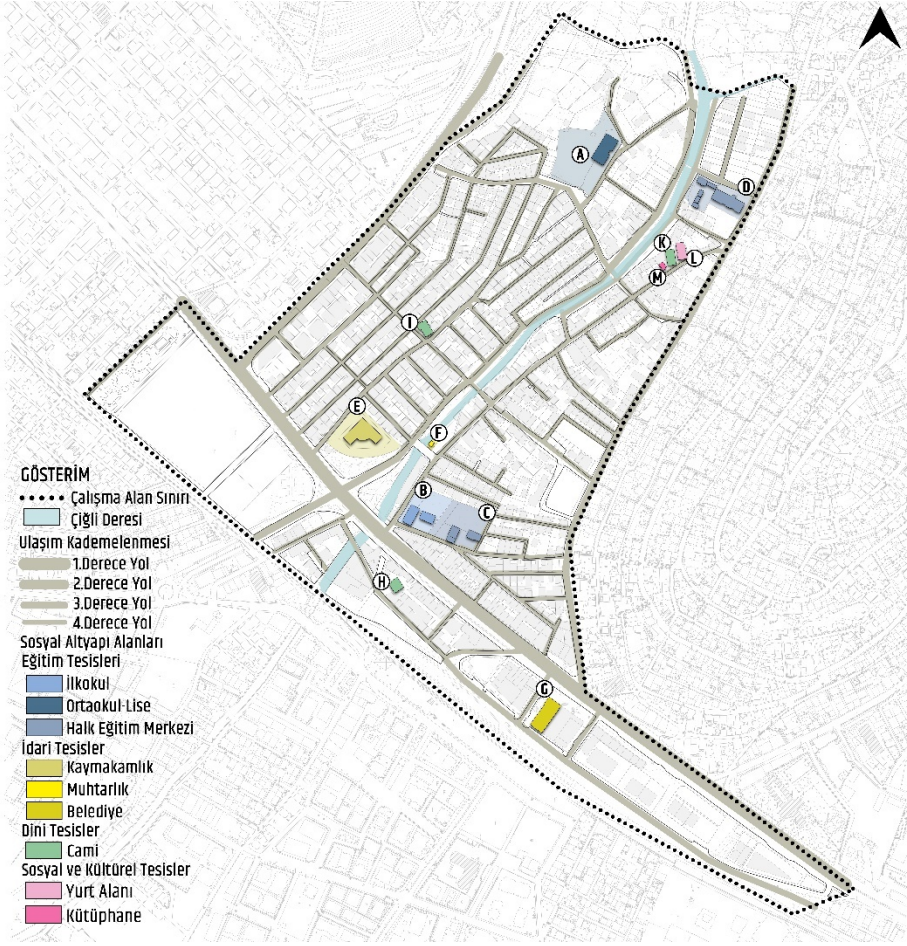 A
D
K
L
M
I
E
F
B
C
H
G
GÖSTERİM
Çalışma Alan Sınırı
Çiğli Deresi
Ulaşım Kademelenmesi
1.Derece Yol
2.Derece Yol
3.Derece Yol
4.Derece Yol
Sosyal Altyapı Alanları
Eğitim Tesisleri
İlkokul
Ortaokul-Lise
Halk Eğitim Merkezi
İdari Tesisler
Kaymakamlık
Muhtarlık
Belediye
Dini Tesisler
Cami
Sosyal ve Kültürel Tesisler
Yurt Alanı
Kütüphane